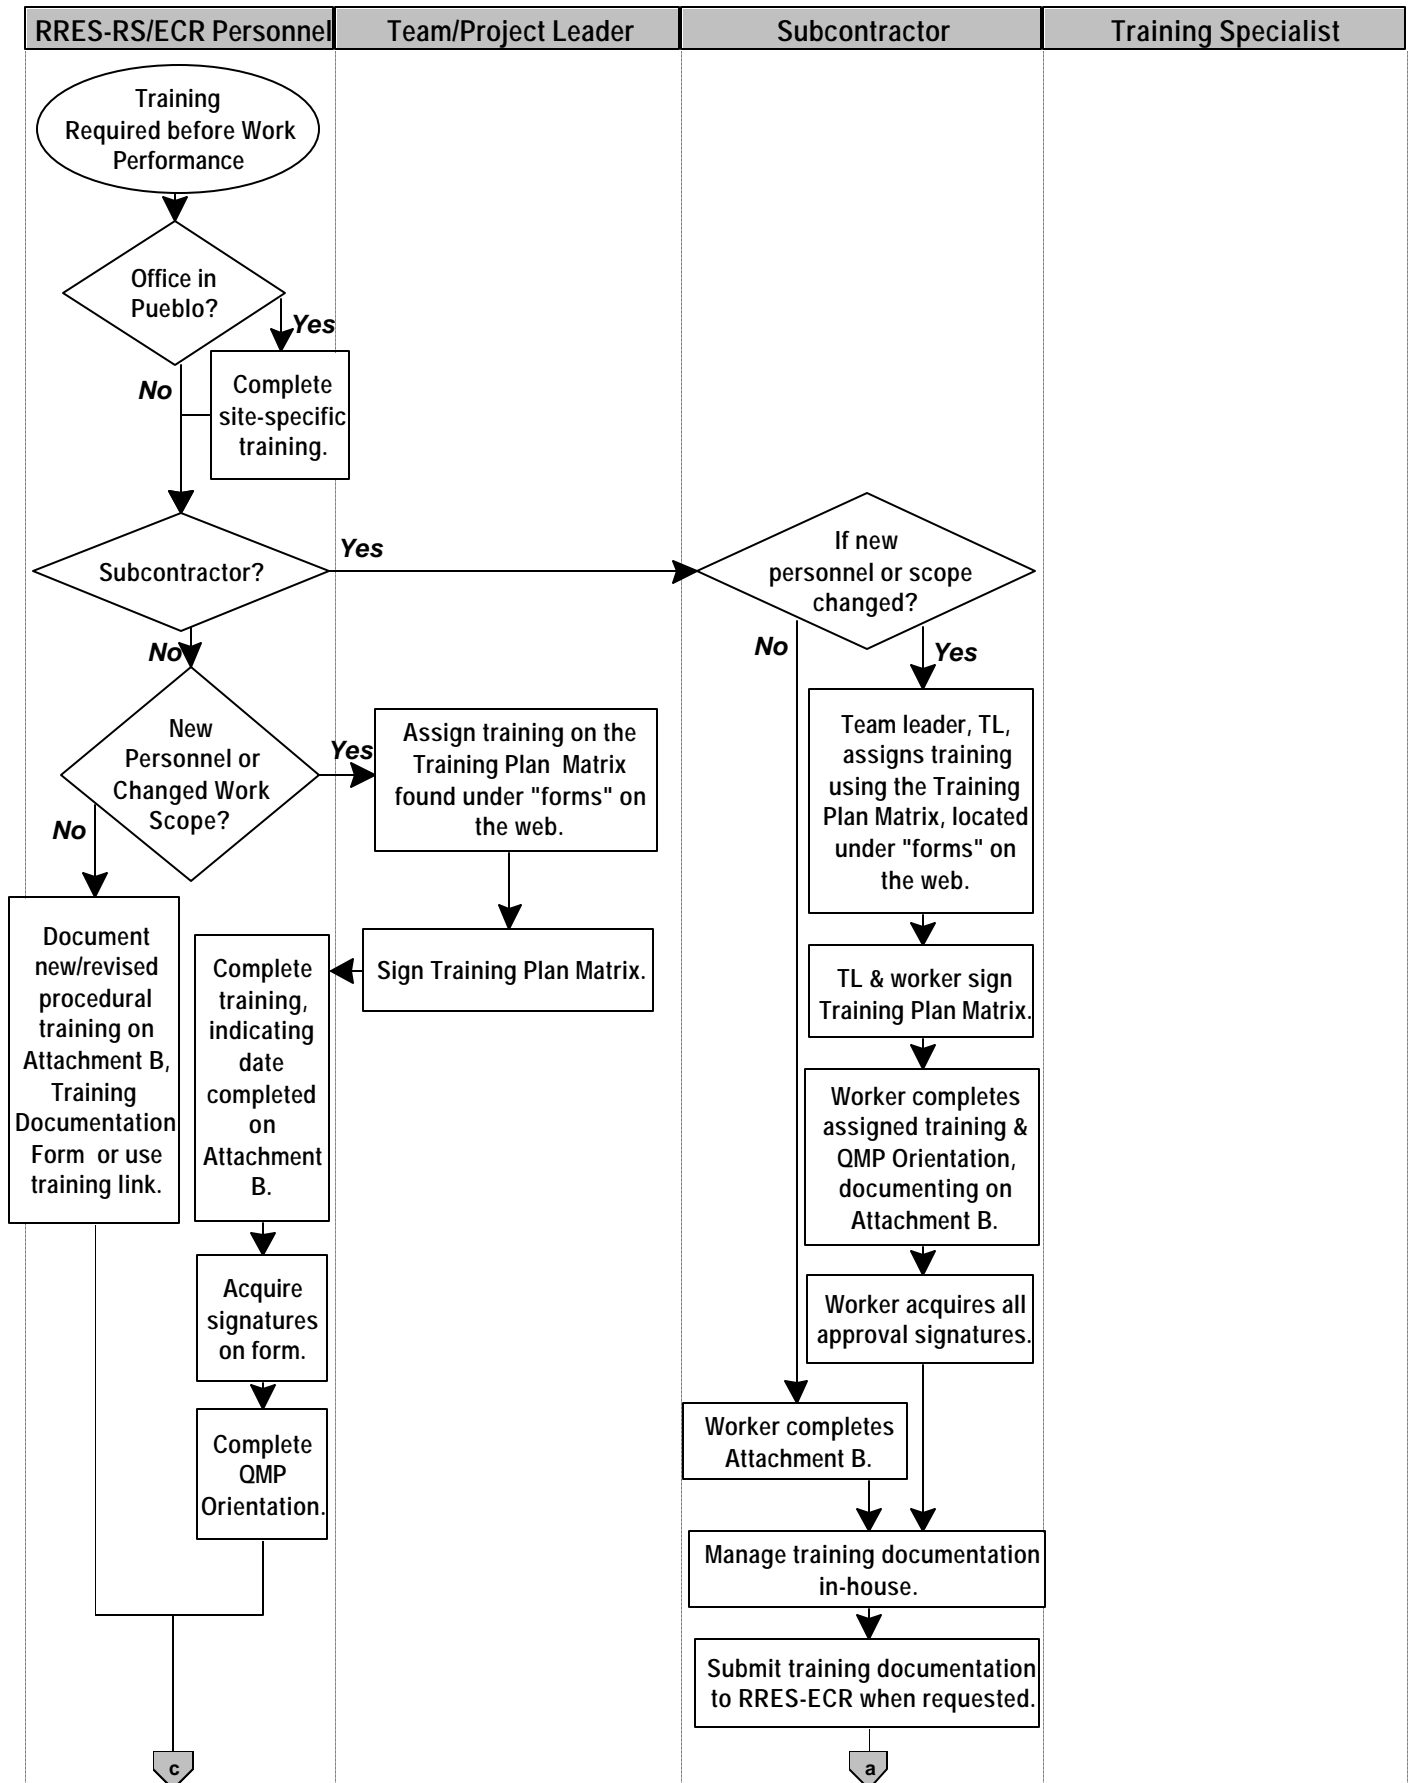 RRES-RS/ECR Personnel
Team/Project Leader
Subcontractor
Training Specialist
Training
Required before Work
Performance
Office in
Pueblo?
Yes
No
Complete
site-specific
training.
Subcontractor?
Yes
No
If new
personnel or scope
changed?
No
Yes
New
Personnel or
Changed Work
Scope?
Yes
No
Assign training on the
Training Plan Matrix
found under "forms" on
the web.
Team leader, TL,
assigns training
using the Training
Plan Matrix, located
under "forms" on
the web.
Document
new/revised
procedural
training on
Attachment B,
Training
Documentation
Form or use
training link.
Complete
training,
indicating
date
completed
on
Attachment
B.
Sign Training Plan Matrix.
TL & worker sign
Training Plan Matrix.
Worker completes
assigned training &
QMP Orientation,
documenting on
Attachment B.
Acquire
signatures
on form.
Worker acquires all
approval signatures.
Complete
QMP
Orientation.
Worker completes
Attachment B.
Manage training documentation
in-house.
Submit training documentation
to RRES-ECR when requested.
c
a